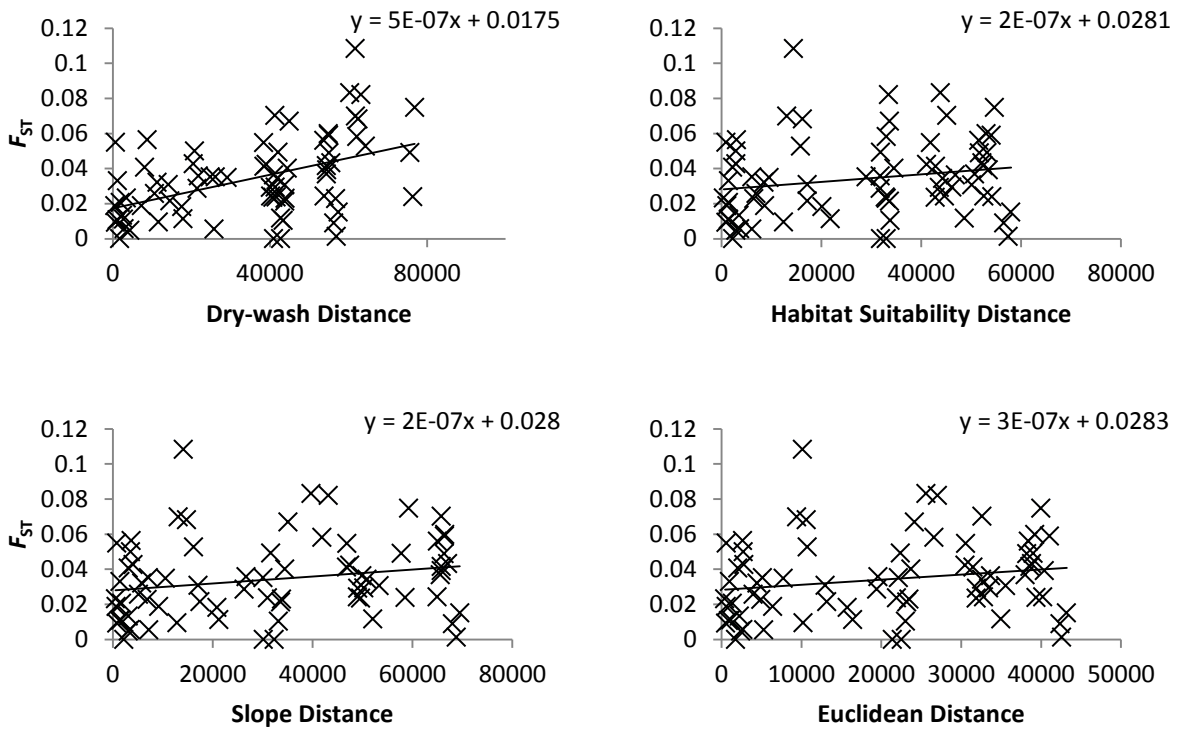 y = 5E-07x + 0.0175
0.12
0.1
0.08
0.06
0.04
0.02
0
FST
0 40000 80000
Dry-wash Distance
y = 2E-07x + 0.0281
0.12
0.1
0.08
0.06
0.04
0.02
0
0 20000 40000 60000 80000
Habitat Suitability Distance
y = 2E-07x + 0.028
0.12
0.1
0.08
0.06
0.04
0.02
0
FST
0 20000 40000 60000 80000
Slope Distance
y = 3E-07x + 0.0283
0.12
0.1
0.08
0.06
0.04
0.02
0
0 10000 20000 30000 40000 50000
Euclidean Distance